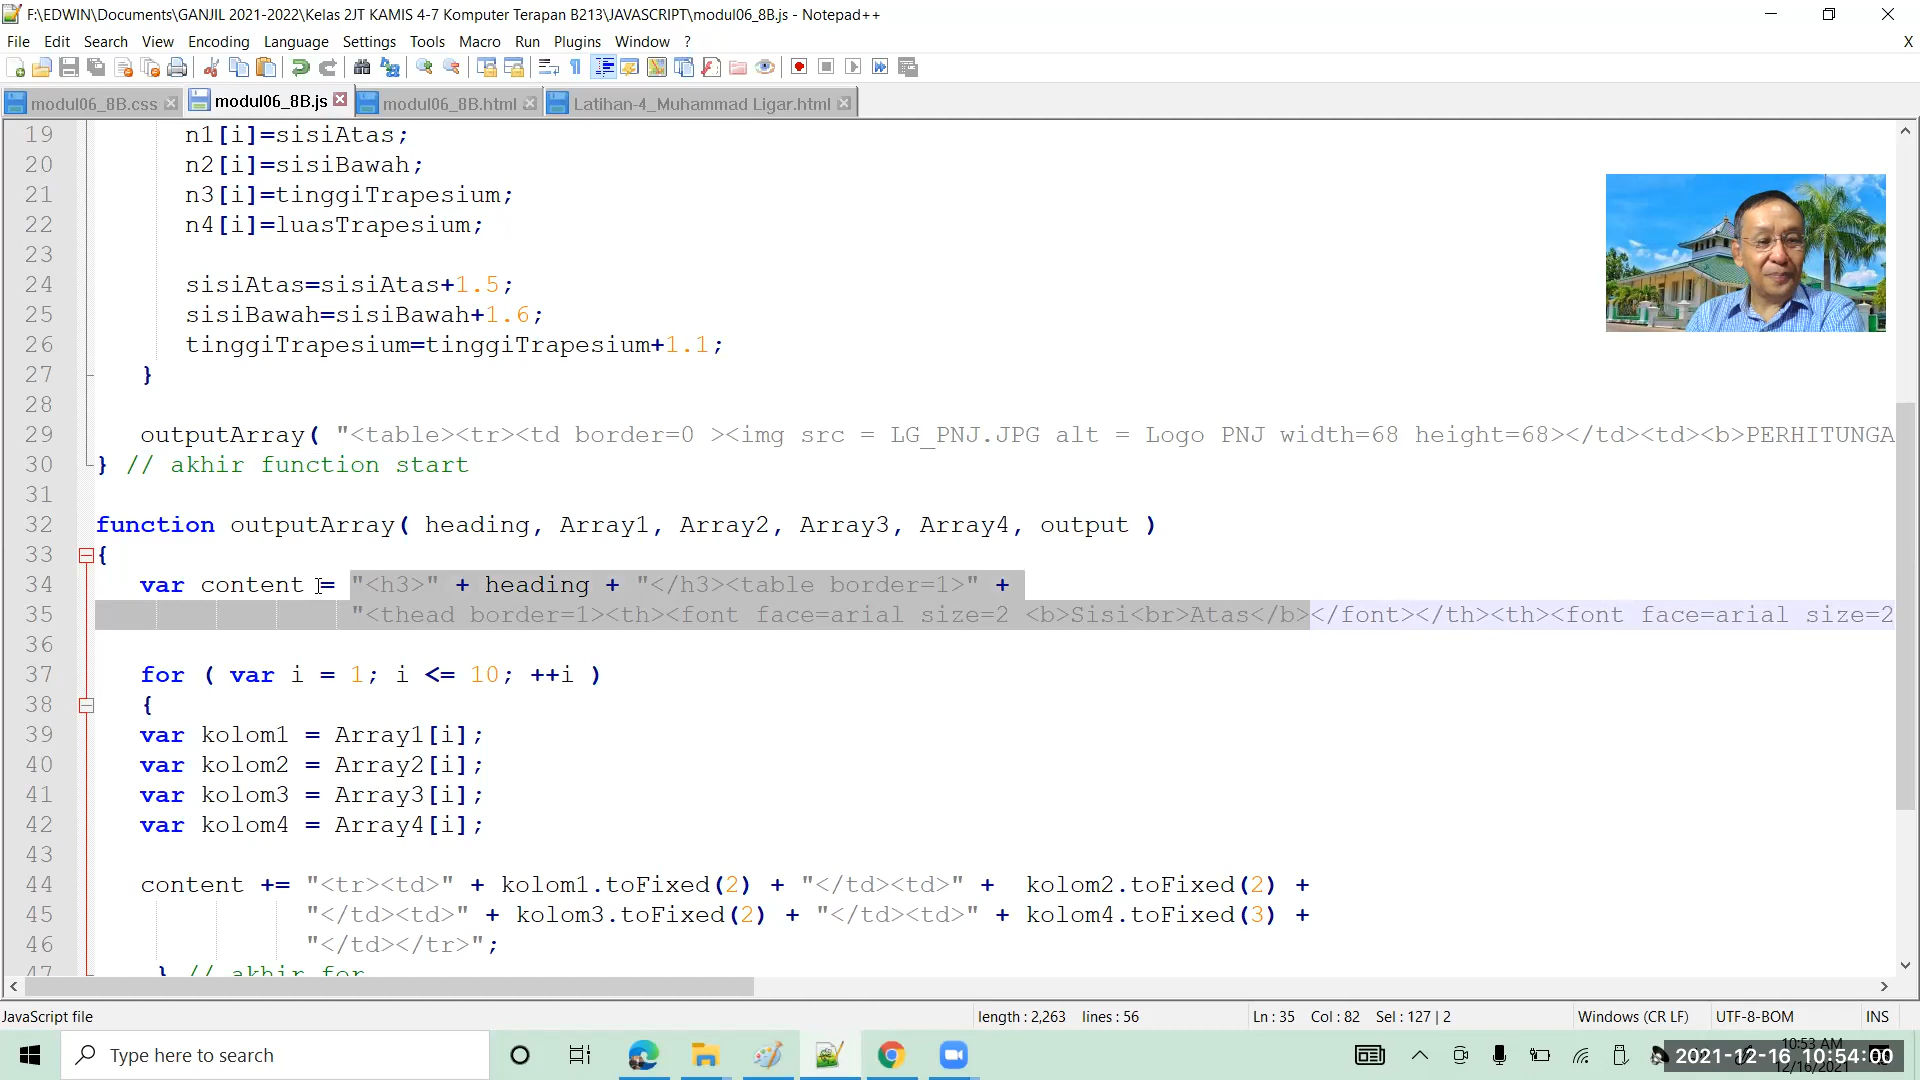 F:\EDWIN\Documents\GANJIL 2021-2022\Kelas 2JT KAMIS 4-7 Komputer Terapan B213\JAVASCRIPT\modul06_8B.js - Notepad++
File Edit Search View Encoding Language Settings Tools Macro Run Plugins Window ? X
modul06_8B.css modul06_8B.js modul06_8B.html Latihan-4_Muhammad Ligar.html
19 n1[i]=sisiAtas;
20 n2[i]=sisiBawah;
21 n3[i]=tinggiTrapesium;
22 n4[i]=luasTrapesium;
23
24 sisiAtas=sisiAtas+1.5;
25 sisiBawah=sisiBawah+1.6;
26 tinggiTrapesium=tinggiTrapesium+1.1;
27 }
28
29 outputArray( "<table><tr><td border=0 ><img src = LG_PNJ.JPG alt = Logo PNJ width=68 height=68></td><td><b>PERHITUNGA
30 } // akhir function start
31
32 function outputArray( heading, Array1, Array2, Array3, Array4, output )
33 {
34 var content = "<h3>" + heading + "</h3><table border=1>" +
35 "<thead border=1><th><font face=arial size=2 <b>Sisi<br>Atas</b></font></th><th><font face=arial size=2
36
37 for ( var i = 1; i <= 10; ++i )
38 {
39 var kolom1 = Array1[i];
40 var kolom2 = Array2[i];
41 var kolom3 = Array3[i];
42 var kolom4 = Array4[i];
43
44 content += "<tr><td>" + kolom1.toFixed(2) + "</td><td>" + kolom2.toFixed(2) +
45 "</td><td>" + kolom3.toFixed(2) + "</td><td>" + kolom4.toFixed(3) +
46 "</td></tr>";
47 } // akhir for
JavaScript file length : 2,263 lines : 56 Ln : 35 Col : 82 Sel : 127 | 2 Windows (CR LF) UTF-8-BOM INS
Type here to search
10:53 AM
2021-12-16 10:54:00